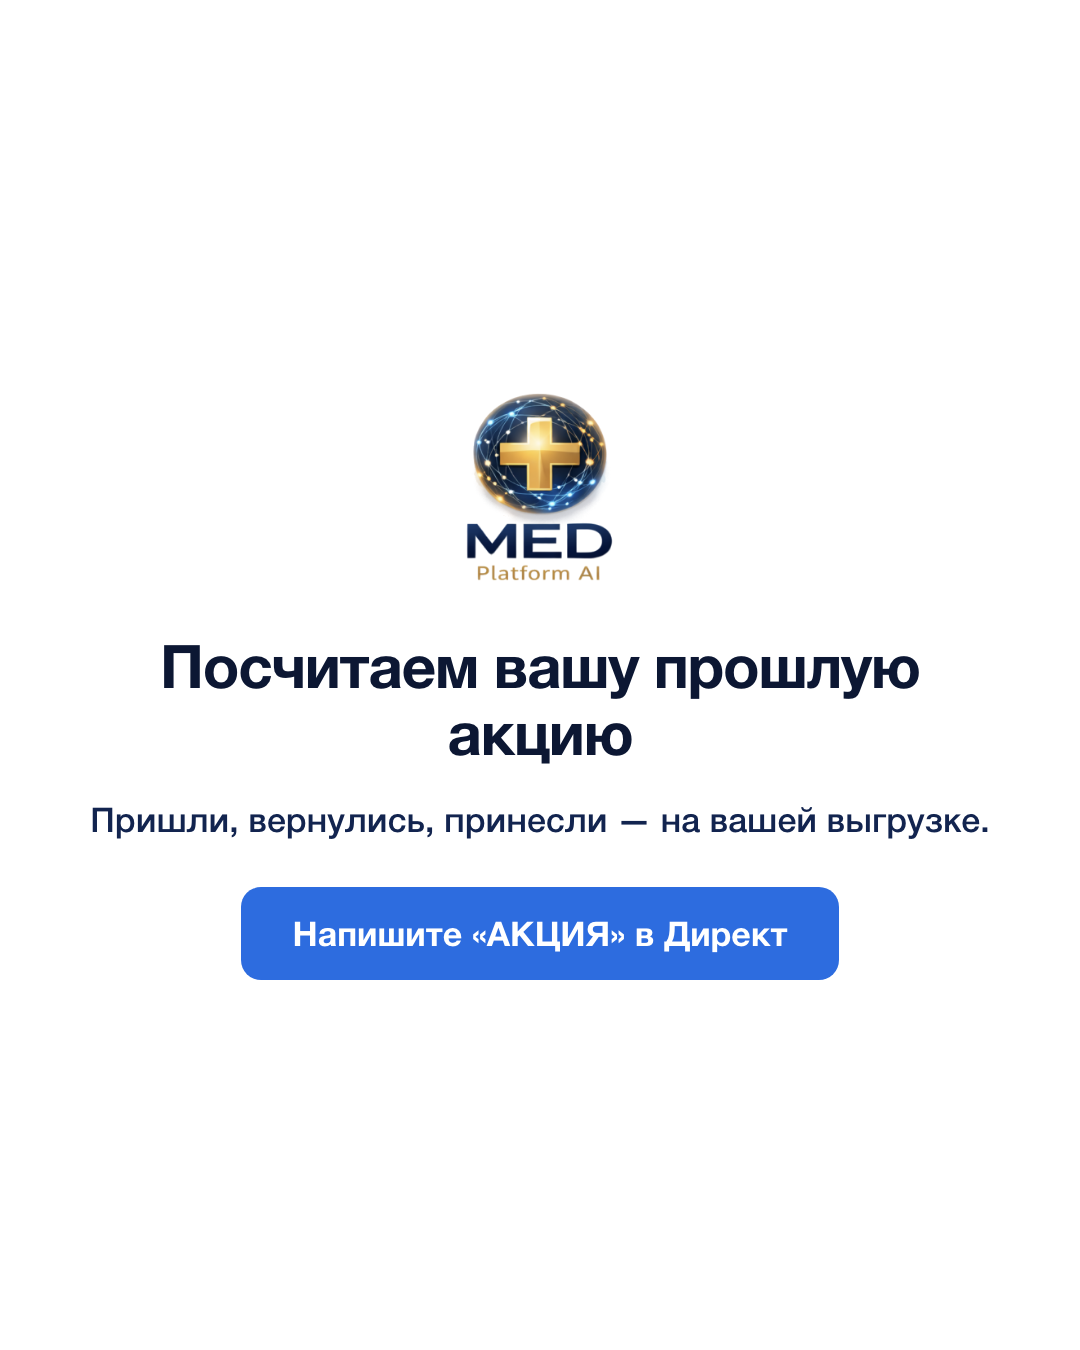 MED
Platform AI
Посчитаем вашу прошлую
акцию
Пришли, вернулись, принесли — на вашей выгрузке.
Напишите «АКЦИЯ» в Директ